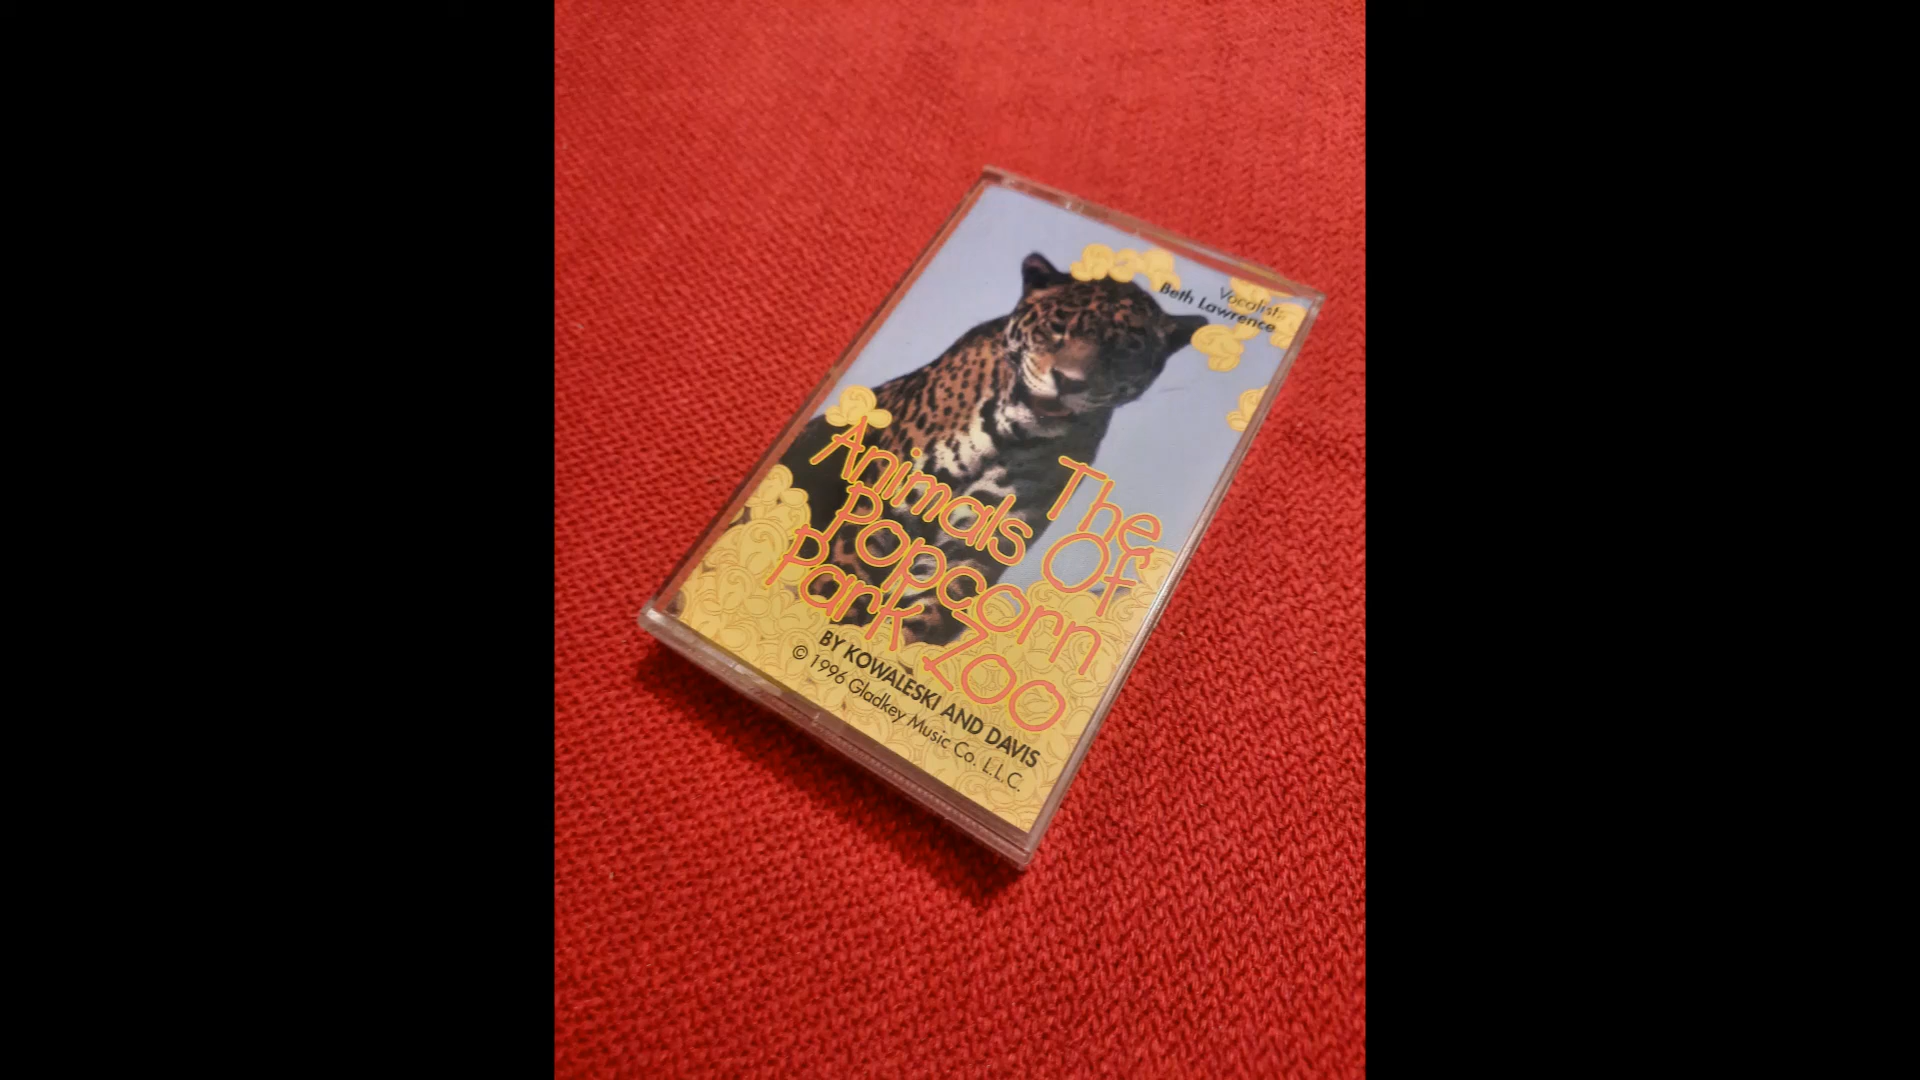 Vocalist:
Beth Lawrence
The
Animals Of
Popcorn
Park Zoo
BY KOWALESKI AND DAVIS
© 1996 Gladkey Music Co. L.L.C.